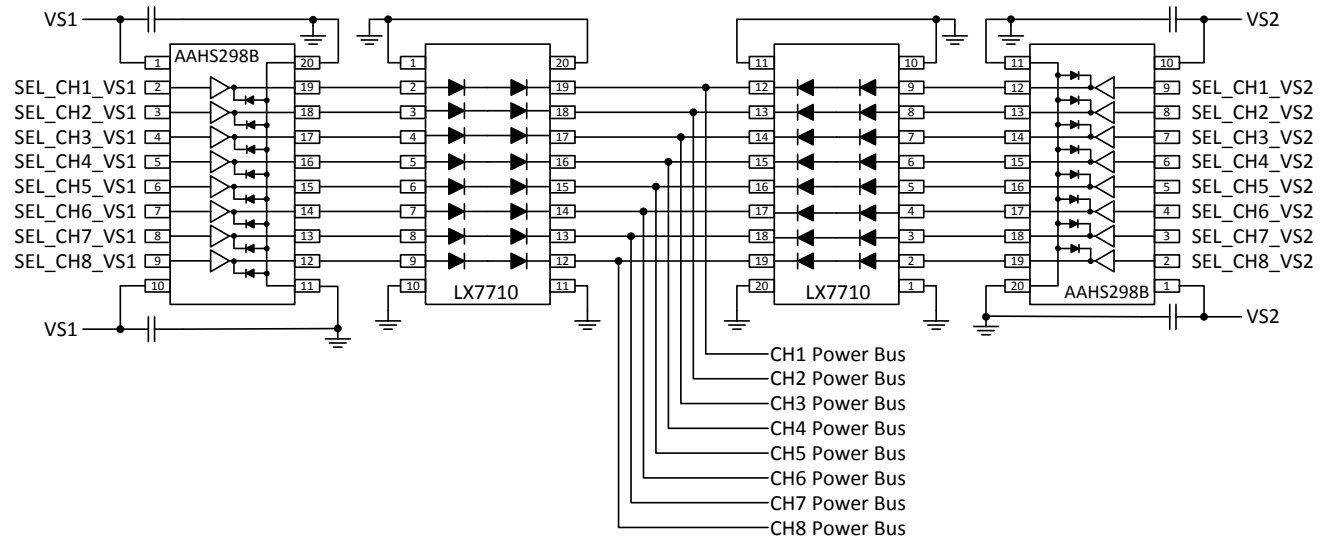 VS1
VS2
AAHS298B
1 20 1 20 11 10 11 10
SEL_CH1_VS1 2 19 2 19 12 9 12 9 SEL_CH1_VS2
SEL_CH2_VS1 3 18 3 18 13 8 13 8 SEL_CH2_VS2
SEL_CH3_VS1 4 17 4 17 14 7 14 7 SEL_CH3_VS2
SEL_CH4_VS1 5 16 5 16 15 6 15 6 SEL_CH4_VS2
SEL_CH5_VS1 6 15 6 15 16 5 16 5 SEL_CH5_VS2
SEL_CH6_VS1 7 14 7 14 17 4 17 4 SEL_CH6_VS2
SEL_CH7_VS1 8 13 8 13 18 3 18 3 SEL_CH7_VS2
SEL_CH8_VS1 9 12 9 12 19 2 19 2 SEL_CH8_VS2
10 11 10 11 20 1 20 1
LX7710
LX7710
AAHS298B
VS1
VS2
CH1 Power Bus
CH2 Power Bus
CH3 Power Bus
CH4 Power Bus
CH5 Power Bus
CH6 Power Bus
CH7 Power Bus
CH8 Power Bus